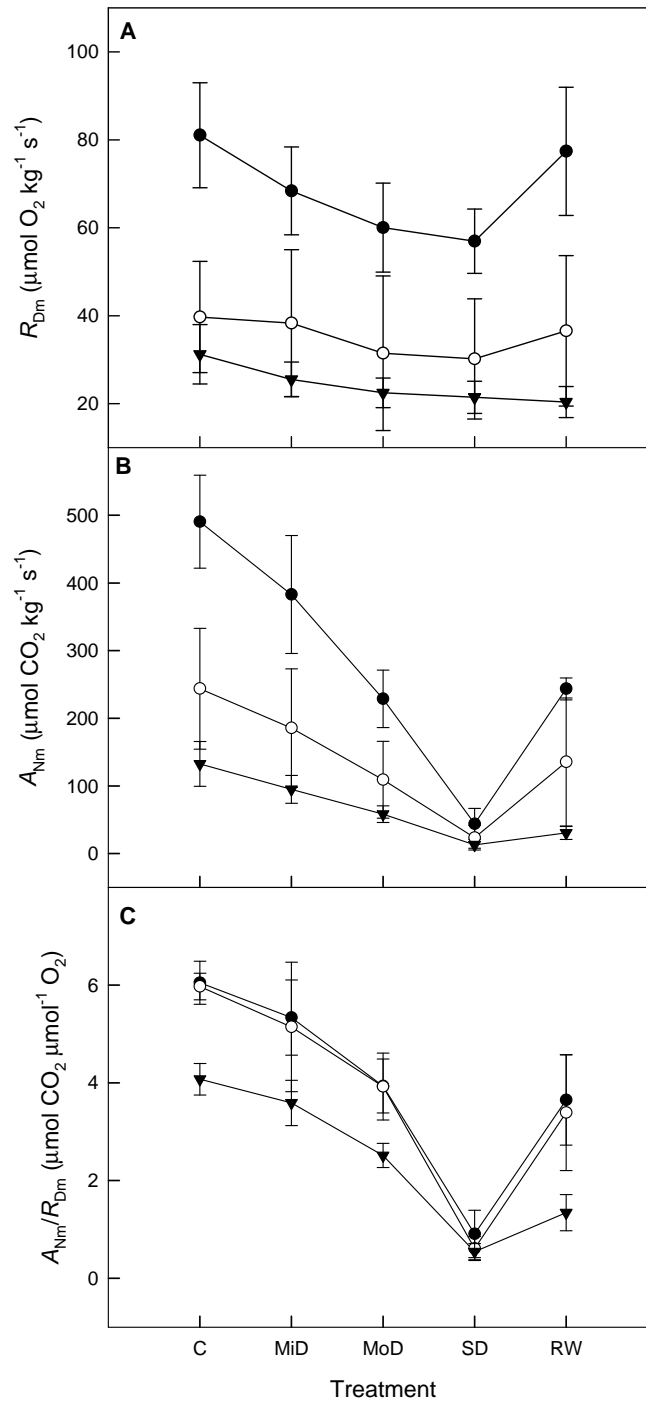 A
100
80
60
40
20
R_Dm (μmol O₂ kg⁻¹ s⁻¹)
B
500
400
300
200
100
0
A_Nm (μmol CO₂ kg⁻¹ s⁻¹)
C
6
4
2
0
A_Nm/R_Dm (μmol CO₂ μmol⁻¹ O₂)
C MiD MoD SD RW
Treatment